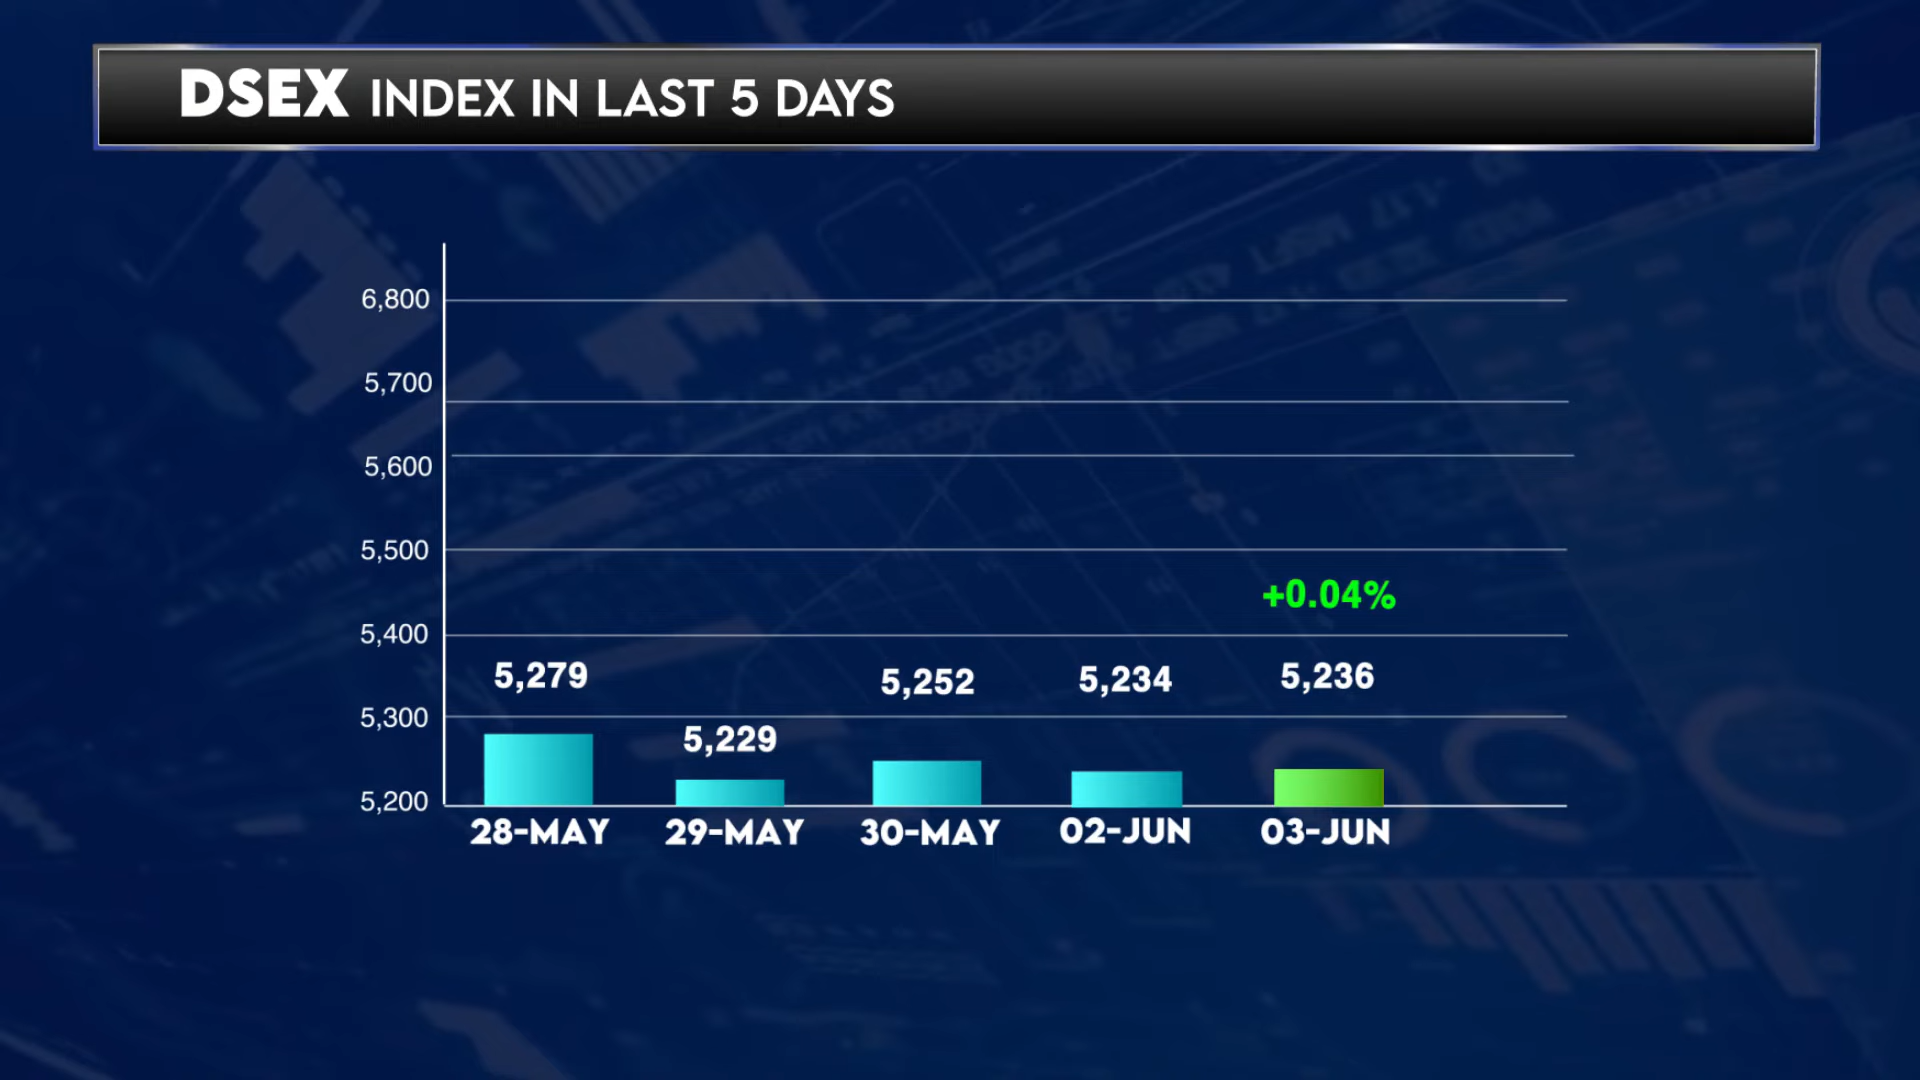 DSEX INDEX IN LAST 5 DAYS
6,800
5,700
5,600
5,500
5,400
5,300
5,200
+0.04%
5,279
5,229
5,252
5,234
5,236
28-MAY
29-MAY
30-MAY
02-JUN
03-JUN